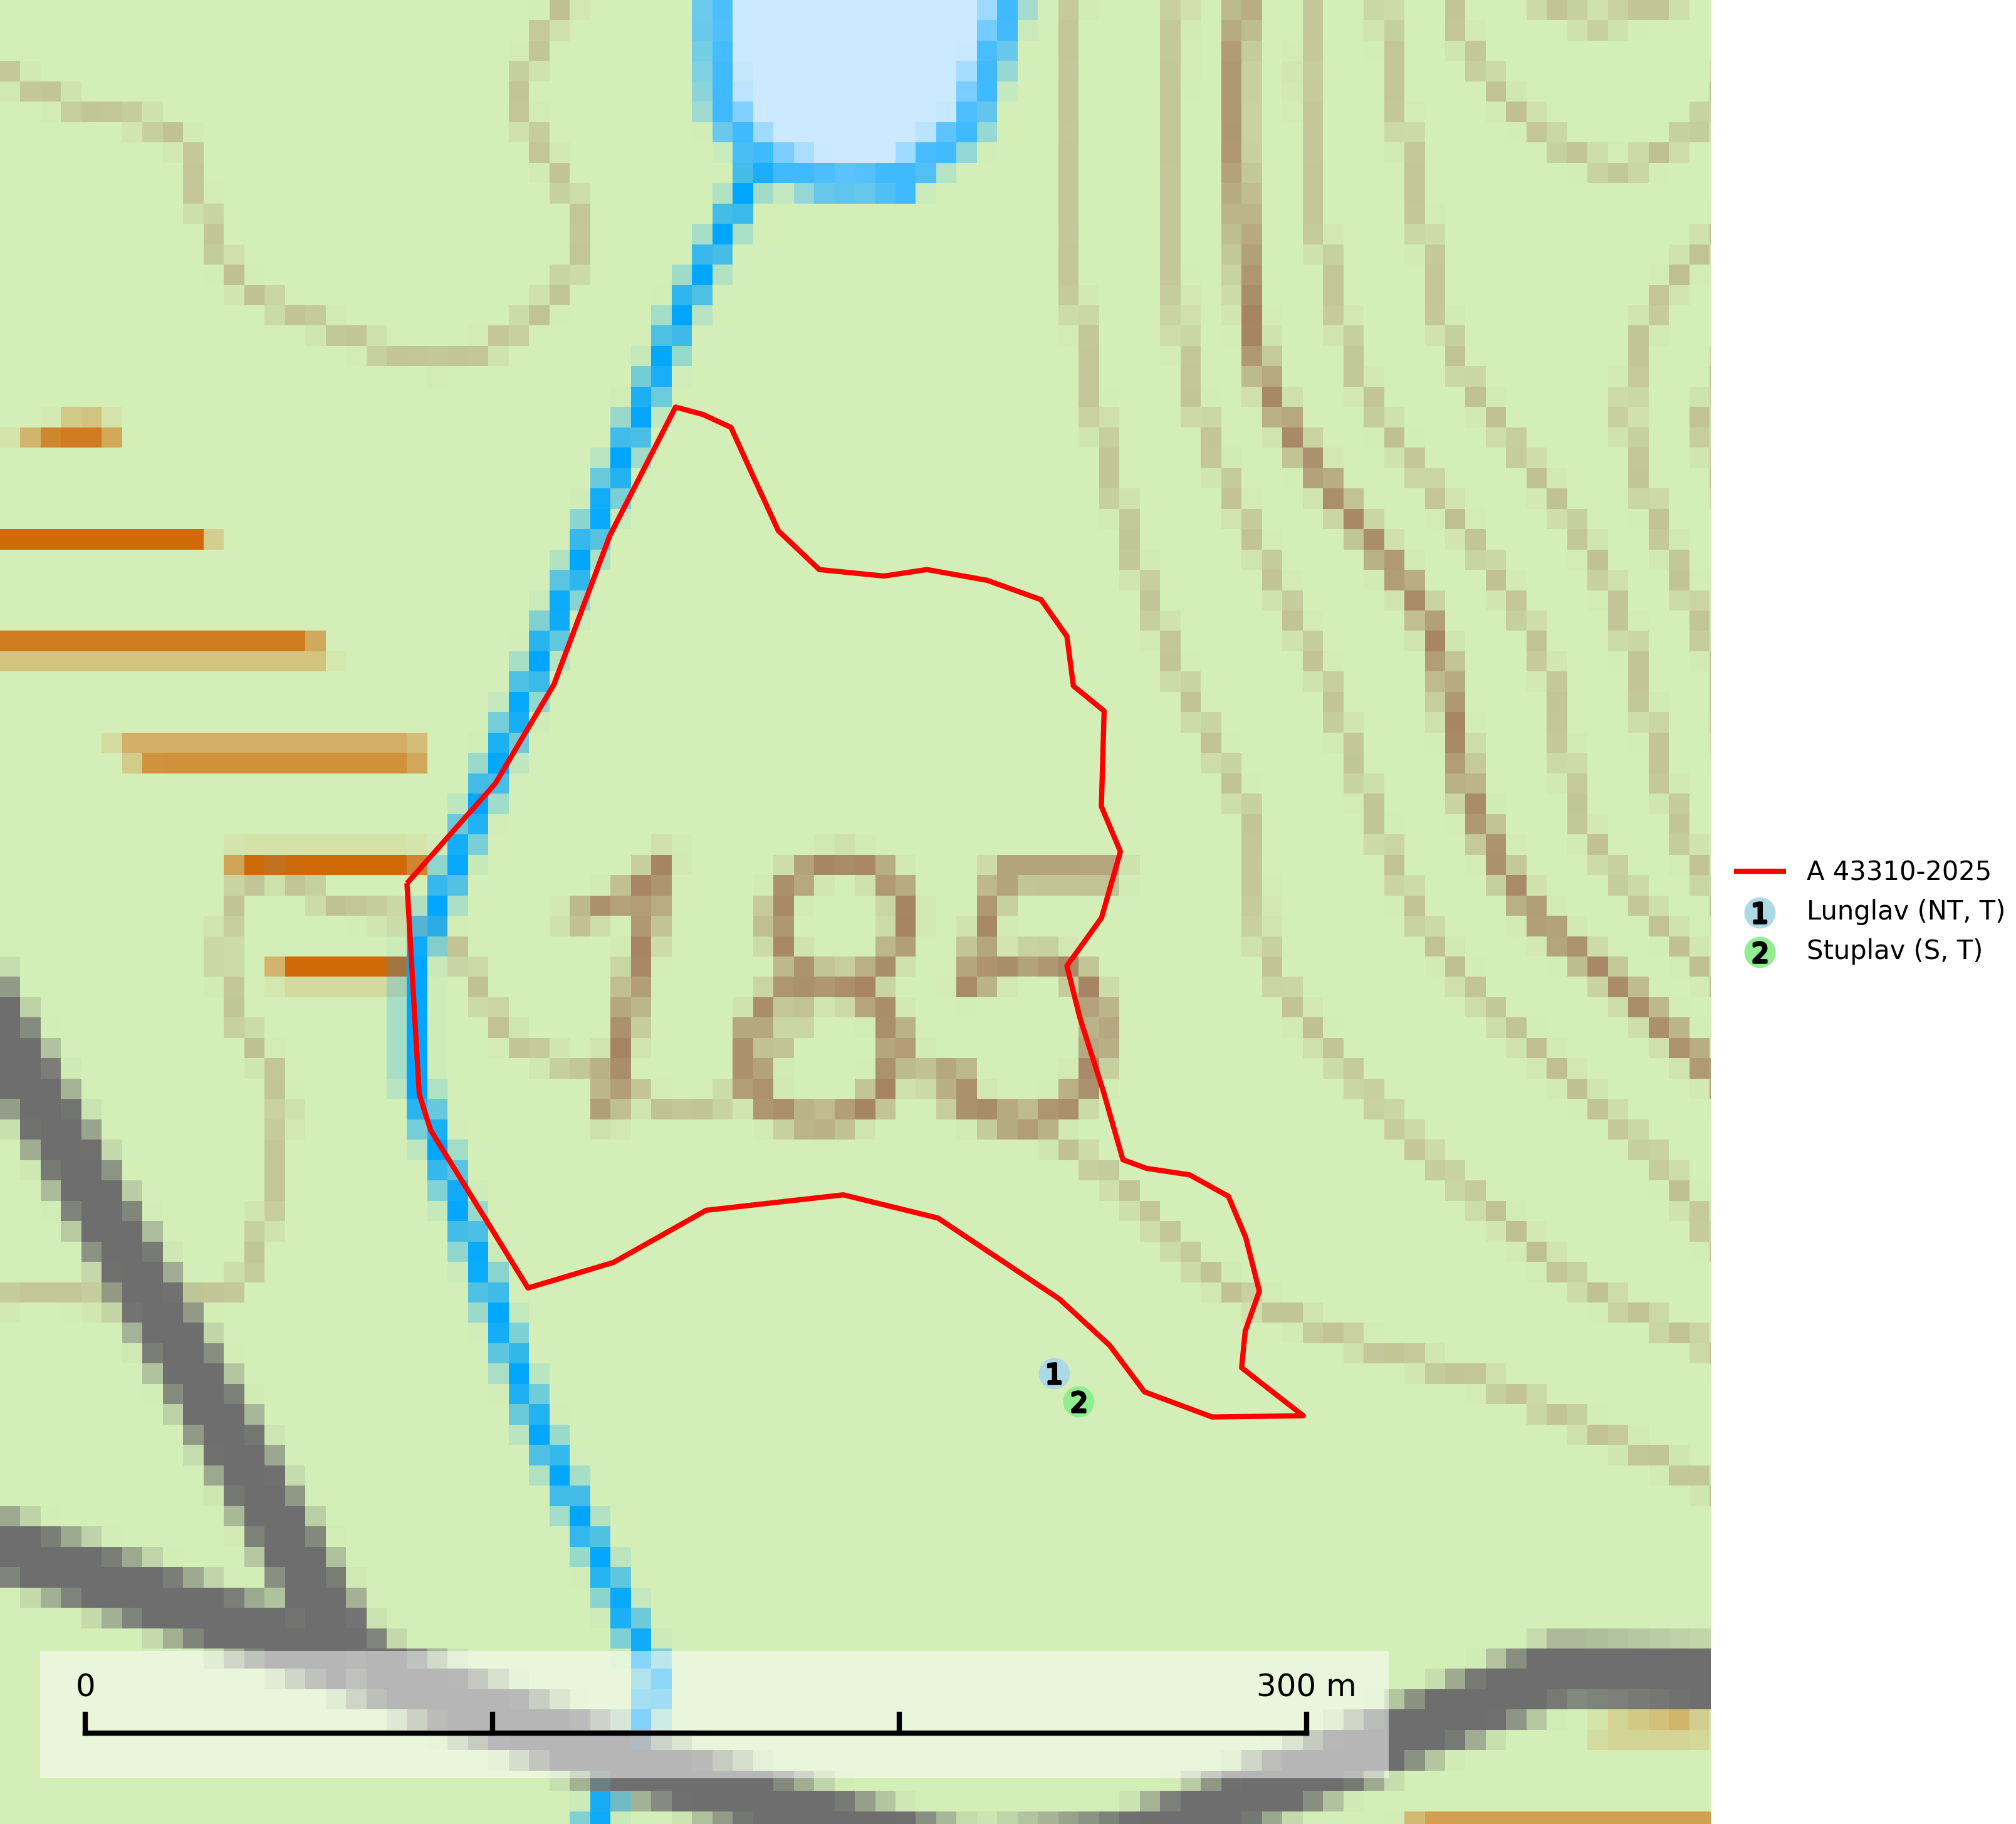 185
A 43310-2025
1 Lunglav (NT, T)
2 Stuplav (S, T)
1
2
0 300 m